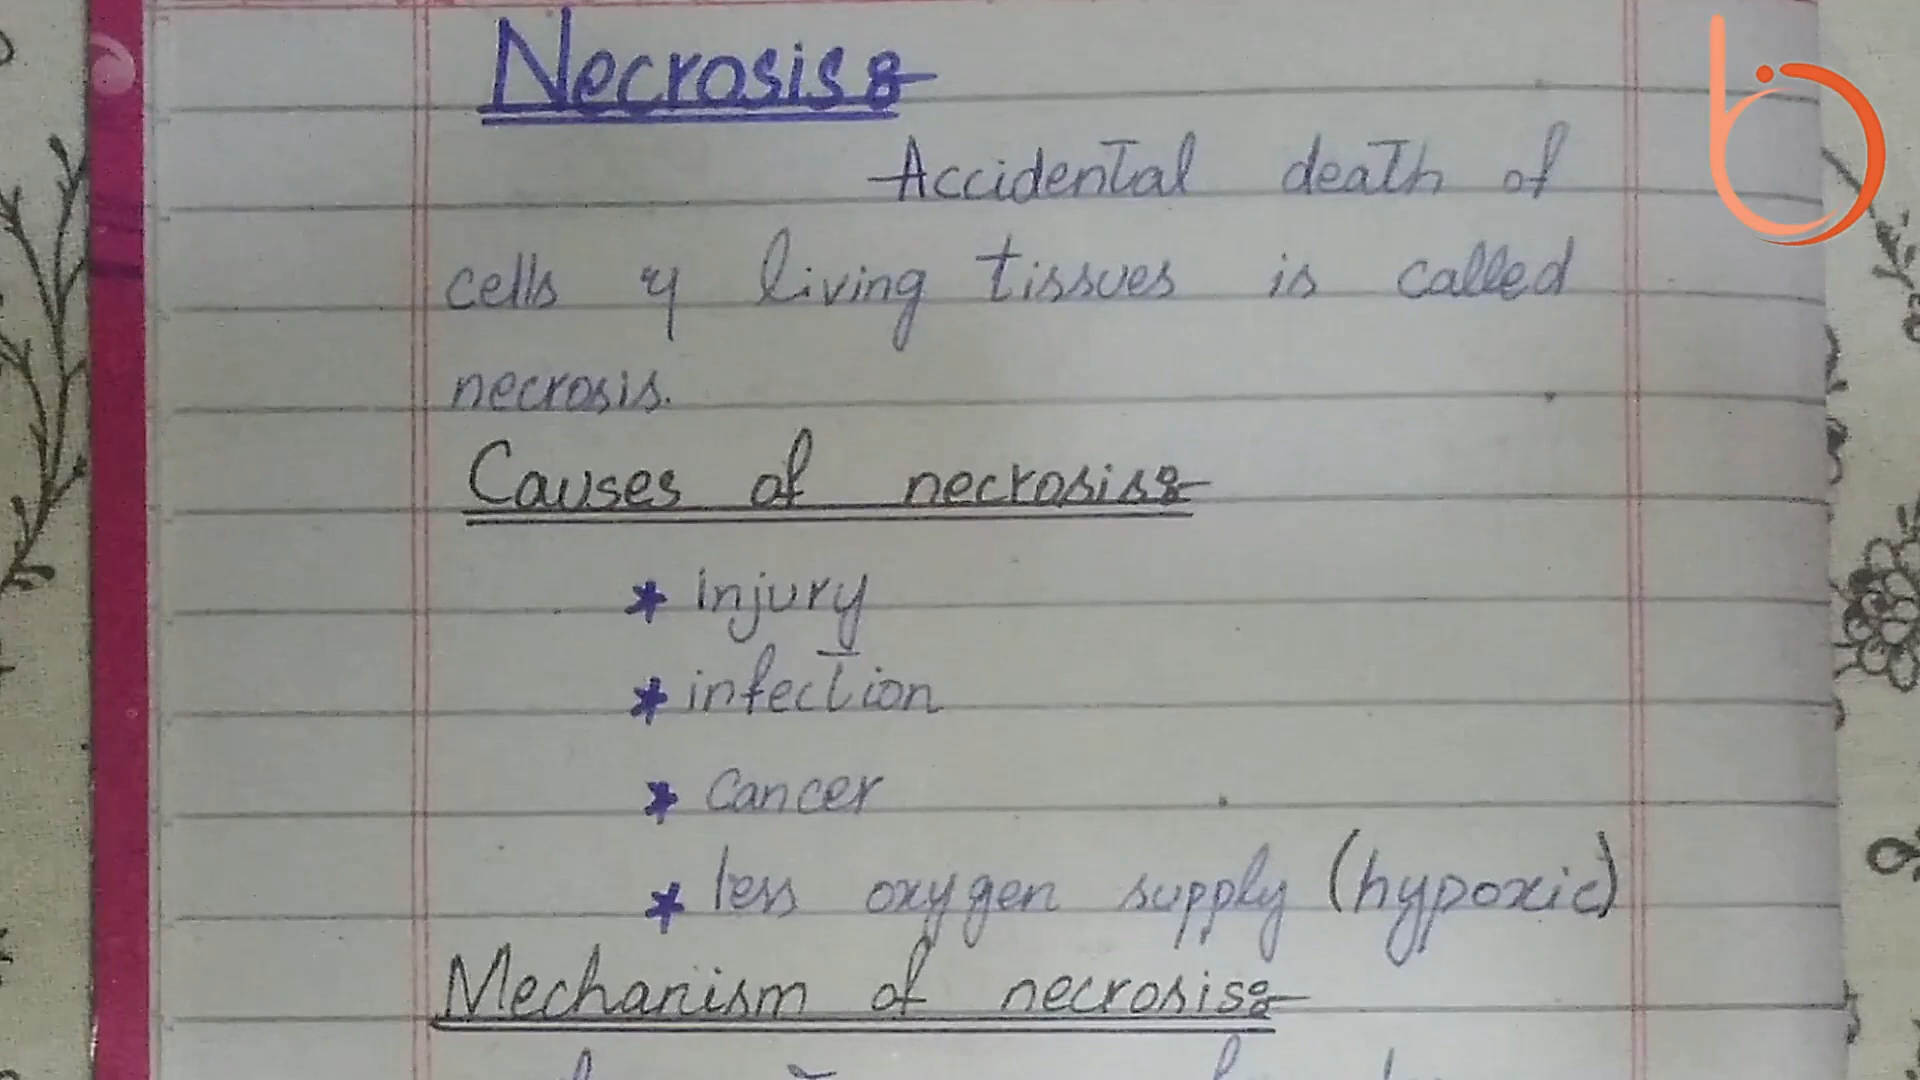 Necrosis:-
Accidental death of
cells & living tissues is called
necrosis.
Causes of necrosis:-
* injury
* infection
* Cancer
* less oxygen supply (hypoxic)
Mechanism of necrosis:-